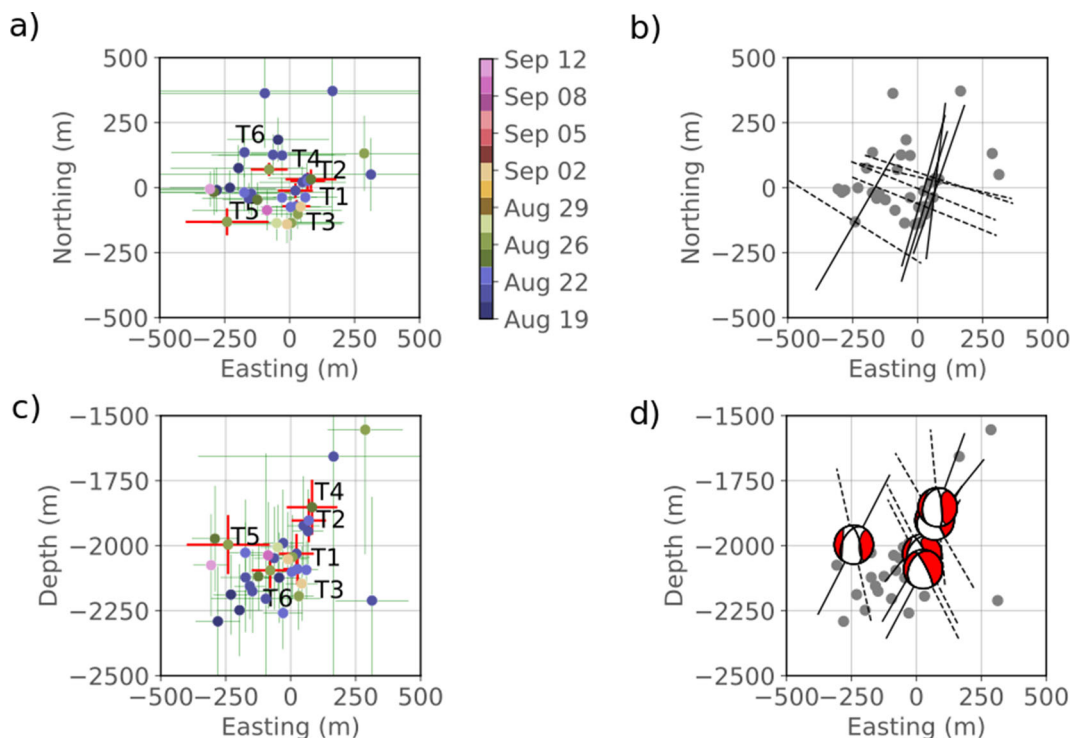 a)
500
250
0
−250
−500
Northing (m)
T6
T4
T2
T1
T5
T3
−500
−250
0
250
500
Easting (m)
Sep 12
Sep 08
Sep 05
Sep 02
Aug 29
Aug 26
Aug 22
Aug 19
b)
500
250
0
−250
−500
Northing (m)
−500
−250
0
250
500
Easting (m)
c)
−1500
−1750
−2000
−2250
−2500
Depth (m)
T4
T2
T5
T1
T3
T6
−500
−250
0
250
500
Easting (m)
d)
−1500
−1750
−2000
−2250
−2500
Depth (m)
−500
−250
0
250
500
Easting (m)